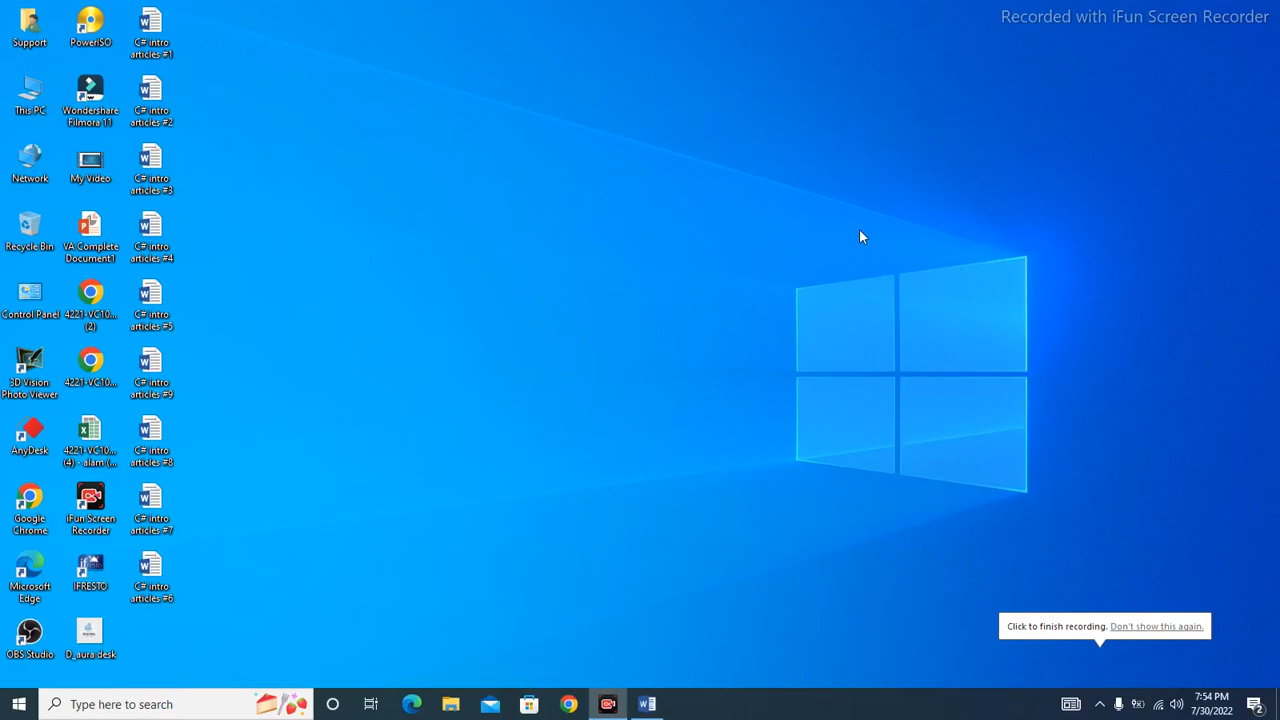 Recorded with iFun Screen Recorder
Support
PowerISO
C# intro
articles #1
This PC
Wondershare
Filmora 11
C# intro
articles #2
Network
My Video
C# intro
articles #3
Recycle Bin
VA Complete
Document1
C# intro
articles #4
Control Panel
4221-VC10...
(2)
C# intro
articles #5
3D Vision
Photo Viewer
4221-VC10...
C# intro
articles #9
AnyDesk
4221-VC10...
(4) - alam (...
C# intro
articles #8
Google
Chrome
iFun Screen
Recorder
C# intro
articles #7
Microsoft
Edge
IFRESTO
C# intro
articles #6
OBS Studio
D_aura desk
Click to finish recording. Don't show this again.
Type here to search
7:54 PM
7/30/2022
2